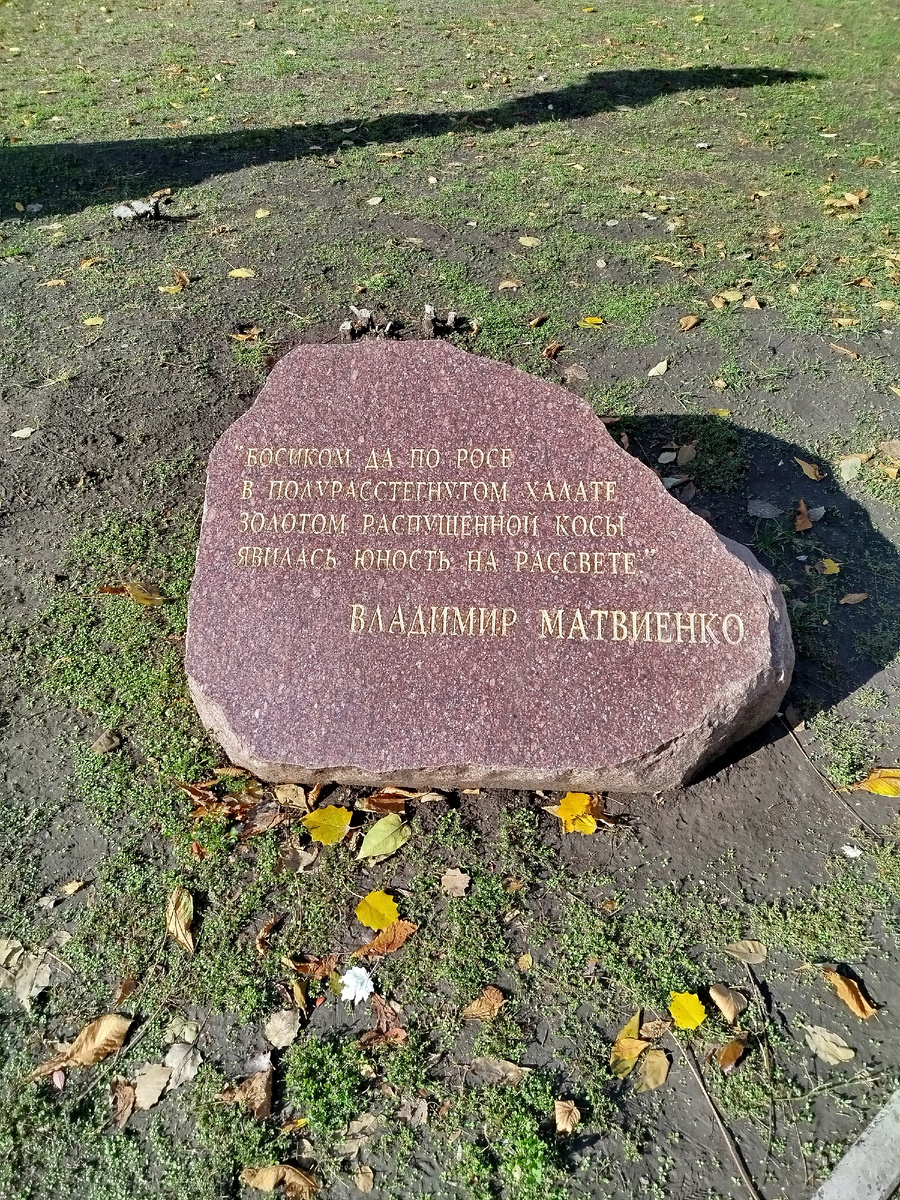 "БОСИКОМ ДА ПО РОСЕ
В ПОЛУРАССТЕГНУТОМ ХАЛАТЕ
ЗОЛОТОМ РАСПУЩЕННОЙ КОСЫ
ЯВИЛАСЬ ЮНОСТЬ НА РАССВЕТЕ"
ВЛАДИМИР МАТВИЕНКО